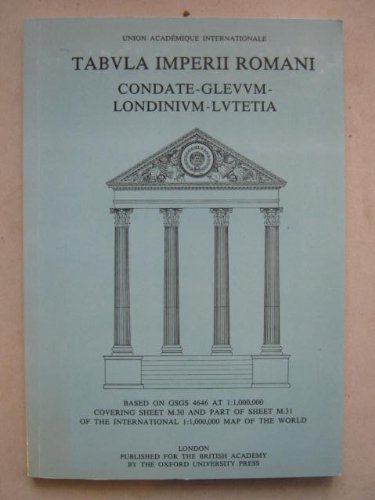 UNION ACADÉMIQUE INTERNATIONALE
TABVLA IMPERII ROMANI
CONDATE-GLEVVM-
LONDINIVM-LVTETIA
BASED ON GSGS 4646 AT 1:1,000,000
COVERING SHEET M.30 AND PART OF SHEET M.31
OF THE INTERNATIONAL 1:1,000,000 MAP OF THE WORLD
LONDON
PUBLISHED FOR THE BRITISH ACADEMY
BY THE OXFORD UNIVERSITY PRESS